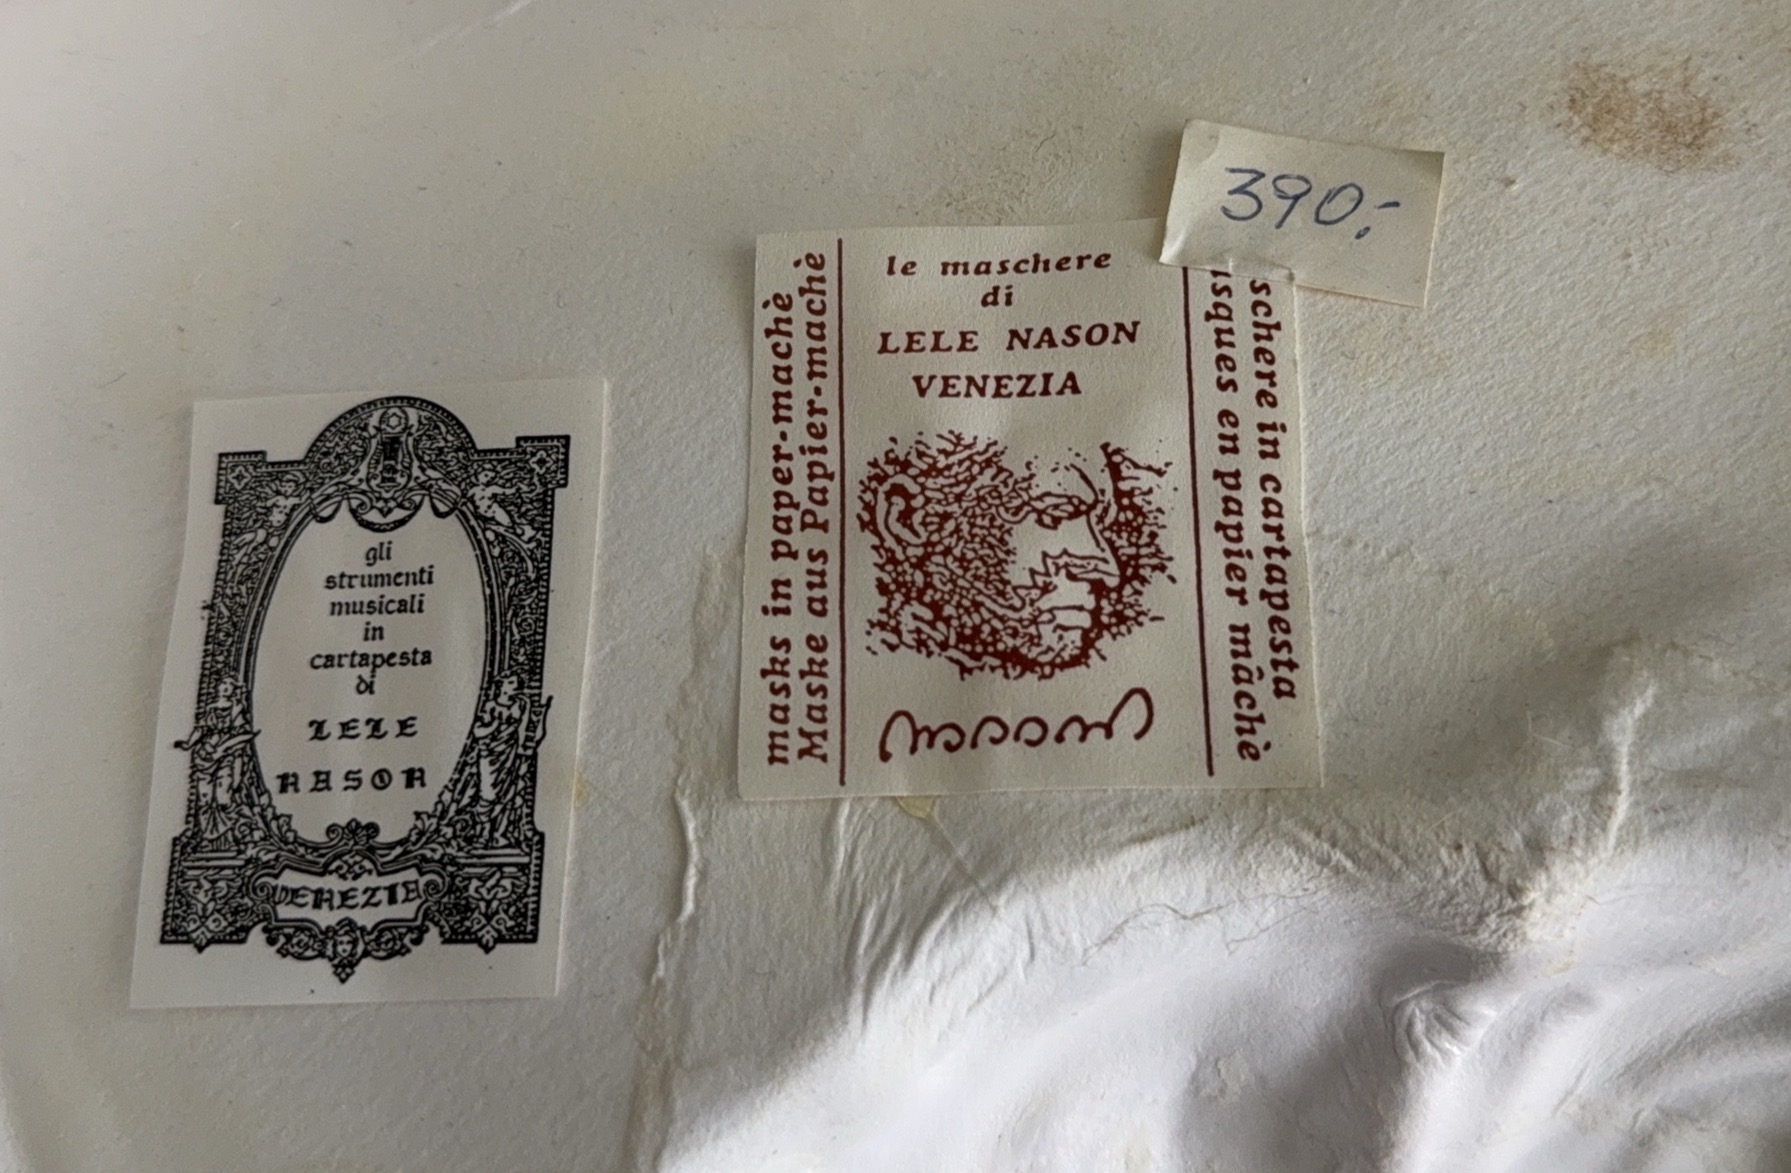 gli
strumenti
musicali
in
cartapesta
di
LELE
NASON
VENEZIA
masks in paper-machè
Maske aus Papier-machè
le maschere
di
LELE NASON
VENEZIA
nason
schere in cartapesta
sques en papier mâchè
390.-